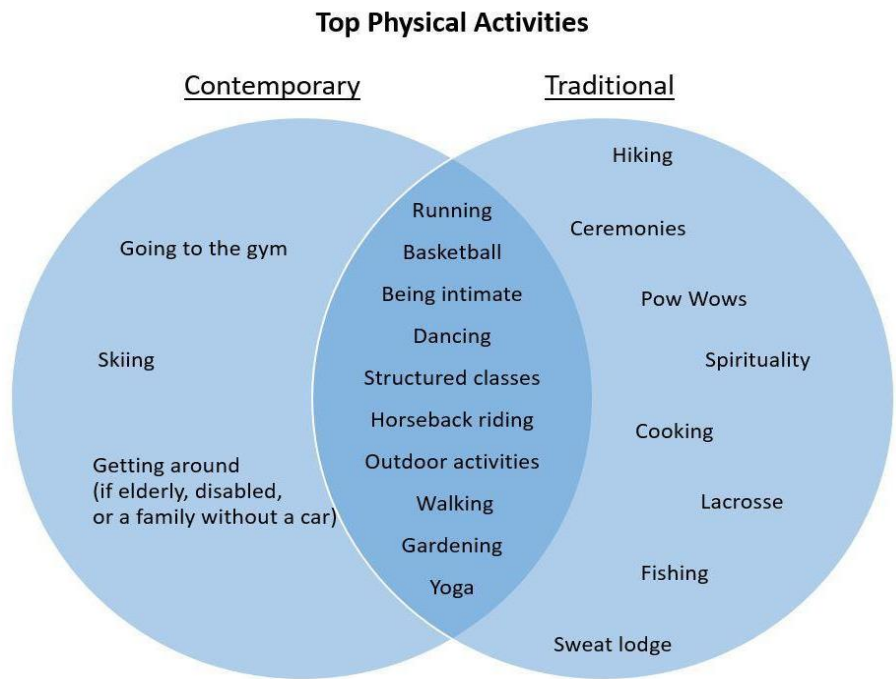 Top Physical Activities
Contemporary
Traditional
Going to the gym
Skiing
Getting around
(if elderly, disabled,
or a family without a car)
Running
Basketball
Being intimate
Dancing
Structured classes
Horseback riding
Outdoor activities
Walking
Gardening
Yoga
Hiking
Ceremonies
Pow Wows
Spirituality
Cooking
Lacrosse
Fishing
Sweat lodge